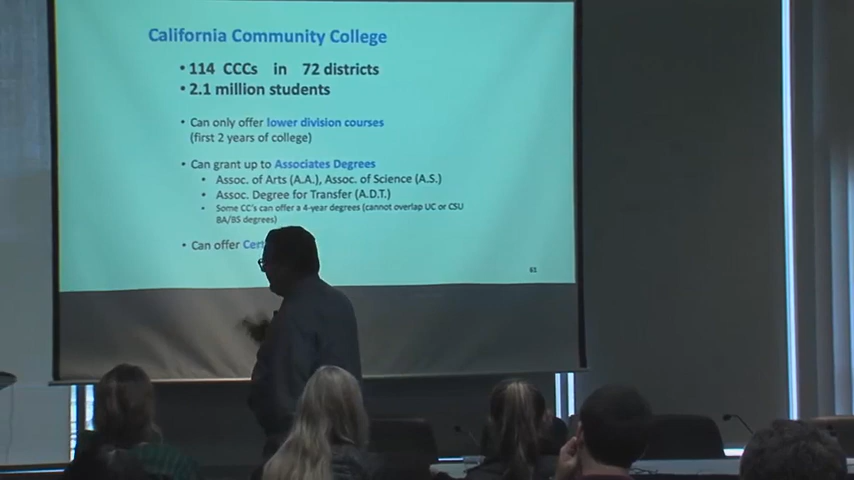 California Community College
• 114 CCCs in 72 districts
• 2.1 million students
• Can only offer lower division courses
(first 2 years of college)
• Can grant up to Associates Degrees
• Assoc. of Arts (A.A.), Assoc. of Science (A.S.)
• Assoc. Degree for Transfer (A.D.T.)
• Some CC's can offer a 4-year degrees (cannot overlap UC or CSU
BA/BS degrees)
• Can offer Cert
61